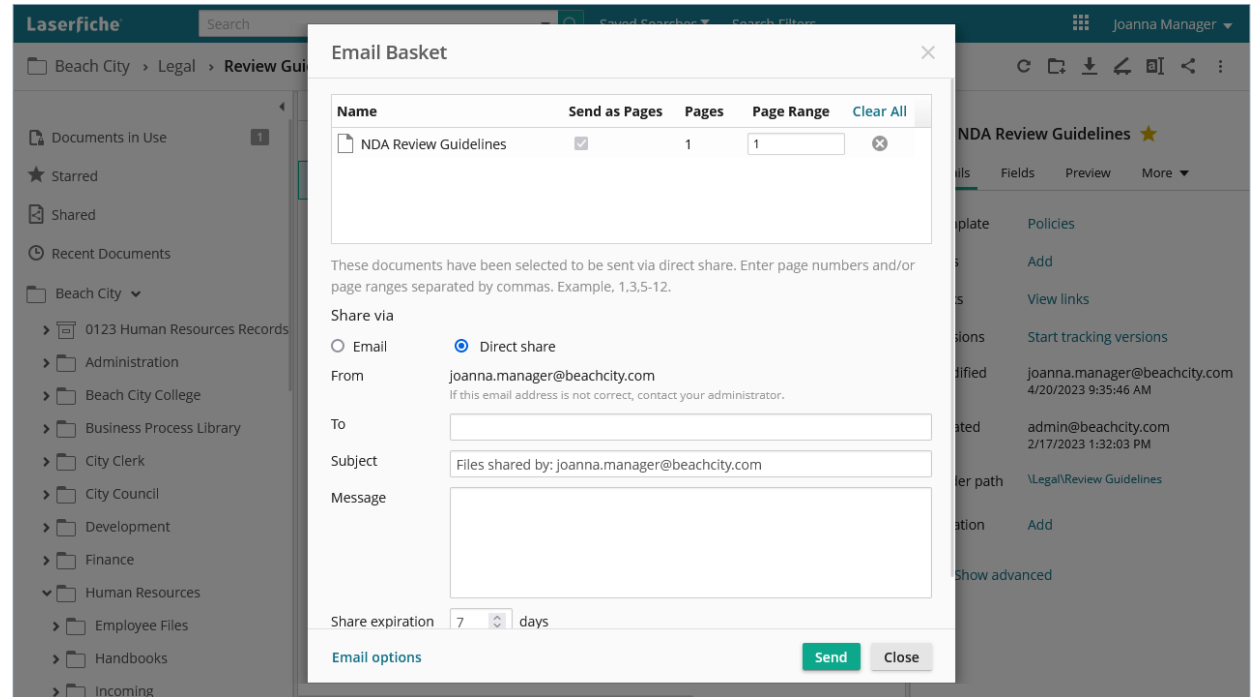 Laserfiche
Search
Saved Searches
Search Filters
Joanna Manager
Beach City
Legal
Review Gui
Documents in Use
1
Starred
Shared
Recent Documents
Beach City
0123 Human Resources Records
Administration
Beach City College
Business Process Library
City Clerk
City Council
Development
Finance
Human Resources
Employee Files
Handbooks
Incoming
Email Basket
Name Send as Pages Pages Page Range Clear All
NDA Review Guidelines 1 1
These documents have been selected to be sent via direct share. Enter page numbers and/or
page ranges separated by commas. Example, 1,3,5-12.
Share via
Email Direct share
From joanna.manager@beachcity.com
If this email address is not correct, contact your administrator.
To
Subject Files shared by: joanna.manager@beachcity.com
Message
Share expiration 7 days
Email options Send Close
NDA Review Guidelines
ils Fields Preview More
plate Policies
s Add
s View links
sions Start tracking versions
dified joanna.manager@beachcity.com
4/20/2023 9:35:46 AM
ated admin@beachcity.com
2/17/2023 1:32:03 PM
er path \Legal\Review Guidelines
ation Add
Show advanced